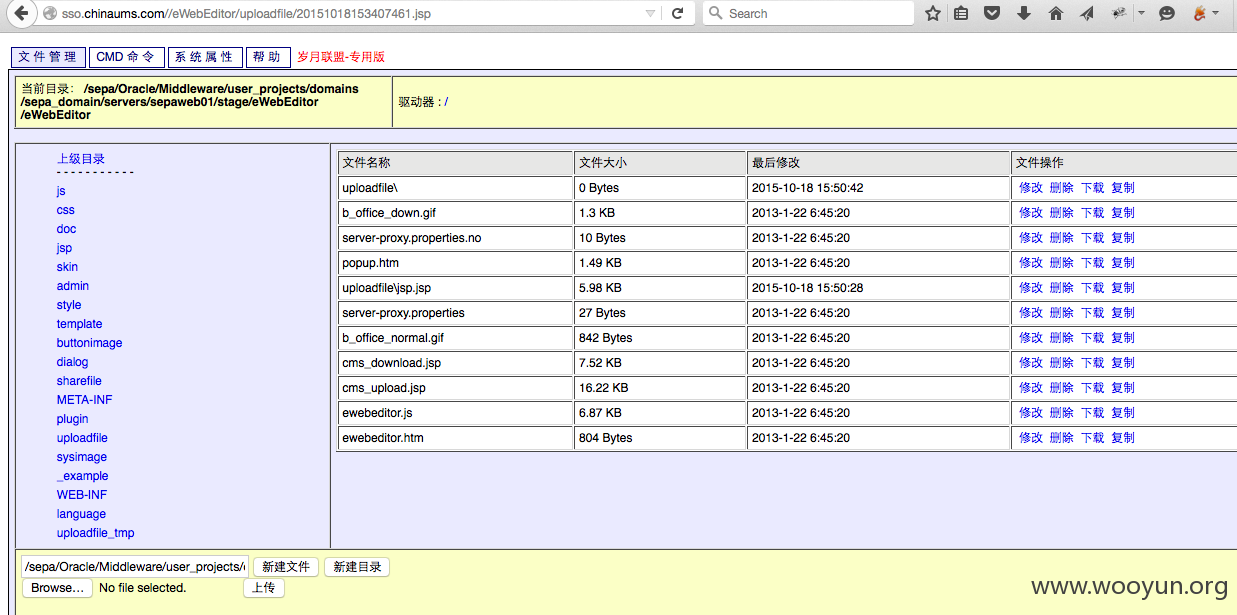 sso.chinaums.com//eWebEditor/uploadfile/20151018153407461.jsp
Search
文件管理 CMD 命令 系统属性 帮助 岁月联盟-专用版
当前目录: /sepa/Oracle/Middleware/user_projects/domains
/sepa_domain/servers/sepaweb01/stage/eWebEditor
/eWebEditor
驱动器 : /
上级目录
- - - - - - - - - - -
js
css
doc
jsp
skin
admin
style
template
buttonimage
dialog
sharefile
META-INF
plugin
uploadfile
sysimage
_example
WEB-INF
language
uploadfile_tmp
文件名称 文件大小 最后修改 文件操作
uploadfile\ 0 Bytes 2015-10-18 15:50:42 修改 删除 下载 复制
b_office_down.gif 1.3 KB 2013-1-22 6:45:20 修改 删除 下载 复制
server-proxy.properties.no 10 Bytes 2013-1-22 6:45:20 修改 删除 下载 复制
popup.htm 1.49 KB 2013-1-22 6:45:20 修改 删除 下载 复制
uploadfile\jsp.jsp 5.98 KB 2015-10-18 15:50:28 修改 删除 下载 复制
server-proxy.properties 27 Bytes 2013-1-22 6:45:20 修改 删除 下载 复制
b_office_normal.gif 842 Bytes 2013-1-22 6:45:20 修改 删除 下载 复制
cms_download.jsp 7.52 KB 2013-1-22 6:45:20 修改 删除 下载 复制
cms_upload.jsp 16.22 KB 2013-1-22 6:45:20 修改 删除 下载 复制
ewebeditor.js 6.87 KB 2013-1-22 6:45:20 修改 删除 下载 复制
ewebeditor.htm 804 Bytes 2013-1-22 6:45:20 修改 删除 下载 复制
/sepa/Oracle/Middleware/user_projects/ 新建文件 新建目录
Browse... No file selected. 上传
www.wooyun.org